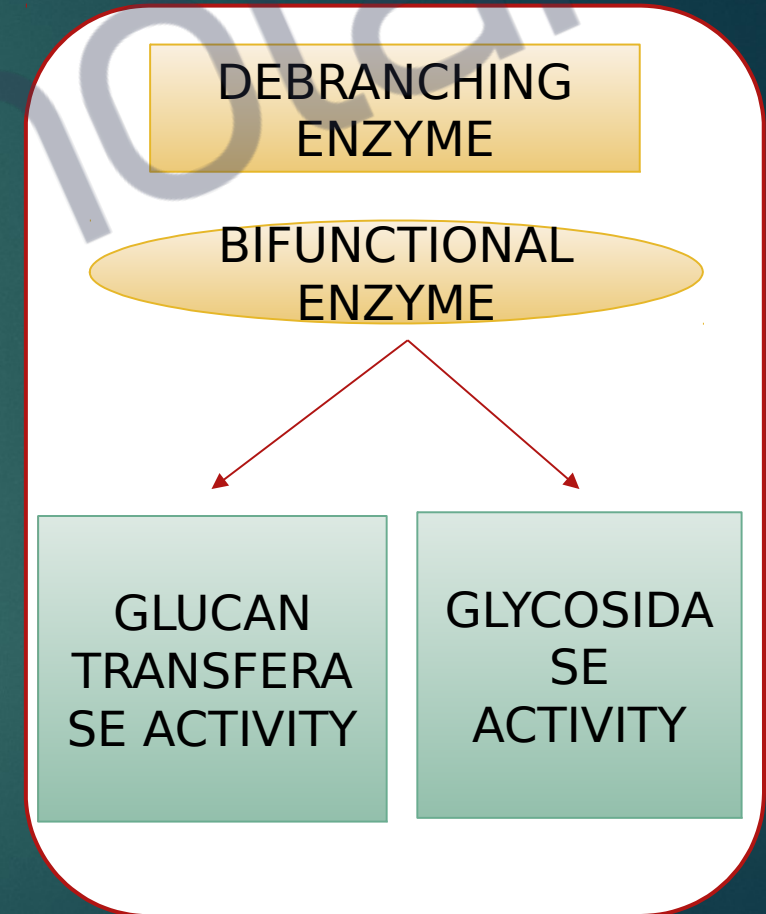 DEBRANCHING
ENZYME
BIFUNCTIONAL
ENZYME
GLUCAN
TRANSFERA
SE ACTIVITY
GLYCOSIDA
SE
ACTIVITY